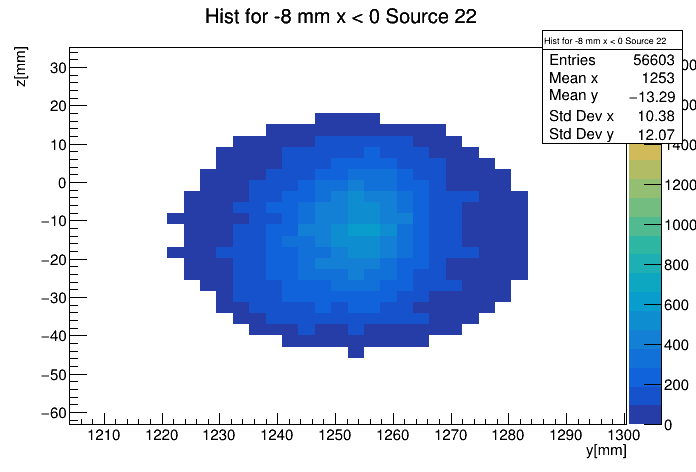 Hist for -8 mm x < 0 Source 22
Hist for -8 mm x < 0 Source 22
Entries 56603
Mean x 1253
Mean y −13.29
Std Dev x 10.38
Std Dev y 12.07
z[mm]
30
20
10
0
−10
−20
−30
−40
−50
−60
1210 1220 1230 1240 1250 1260 1270 1280 1290 1300
y[mm]
1400
1200
1000
800
600
400
200
0